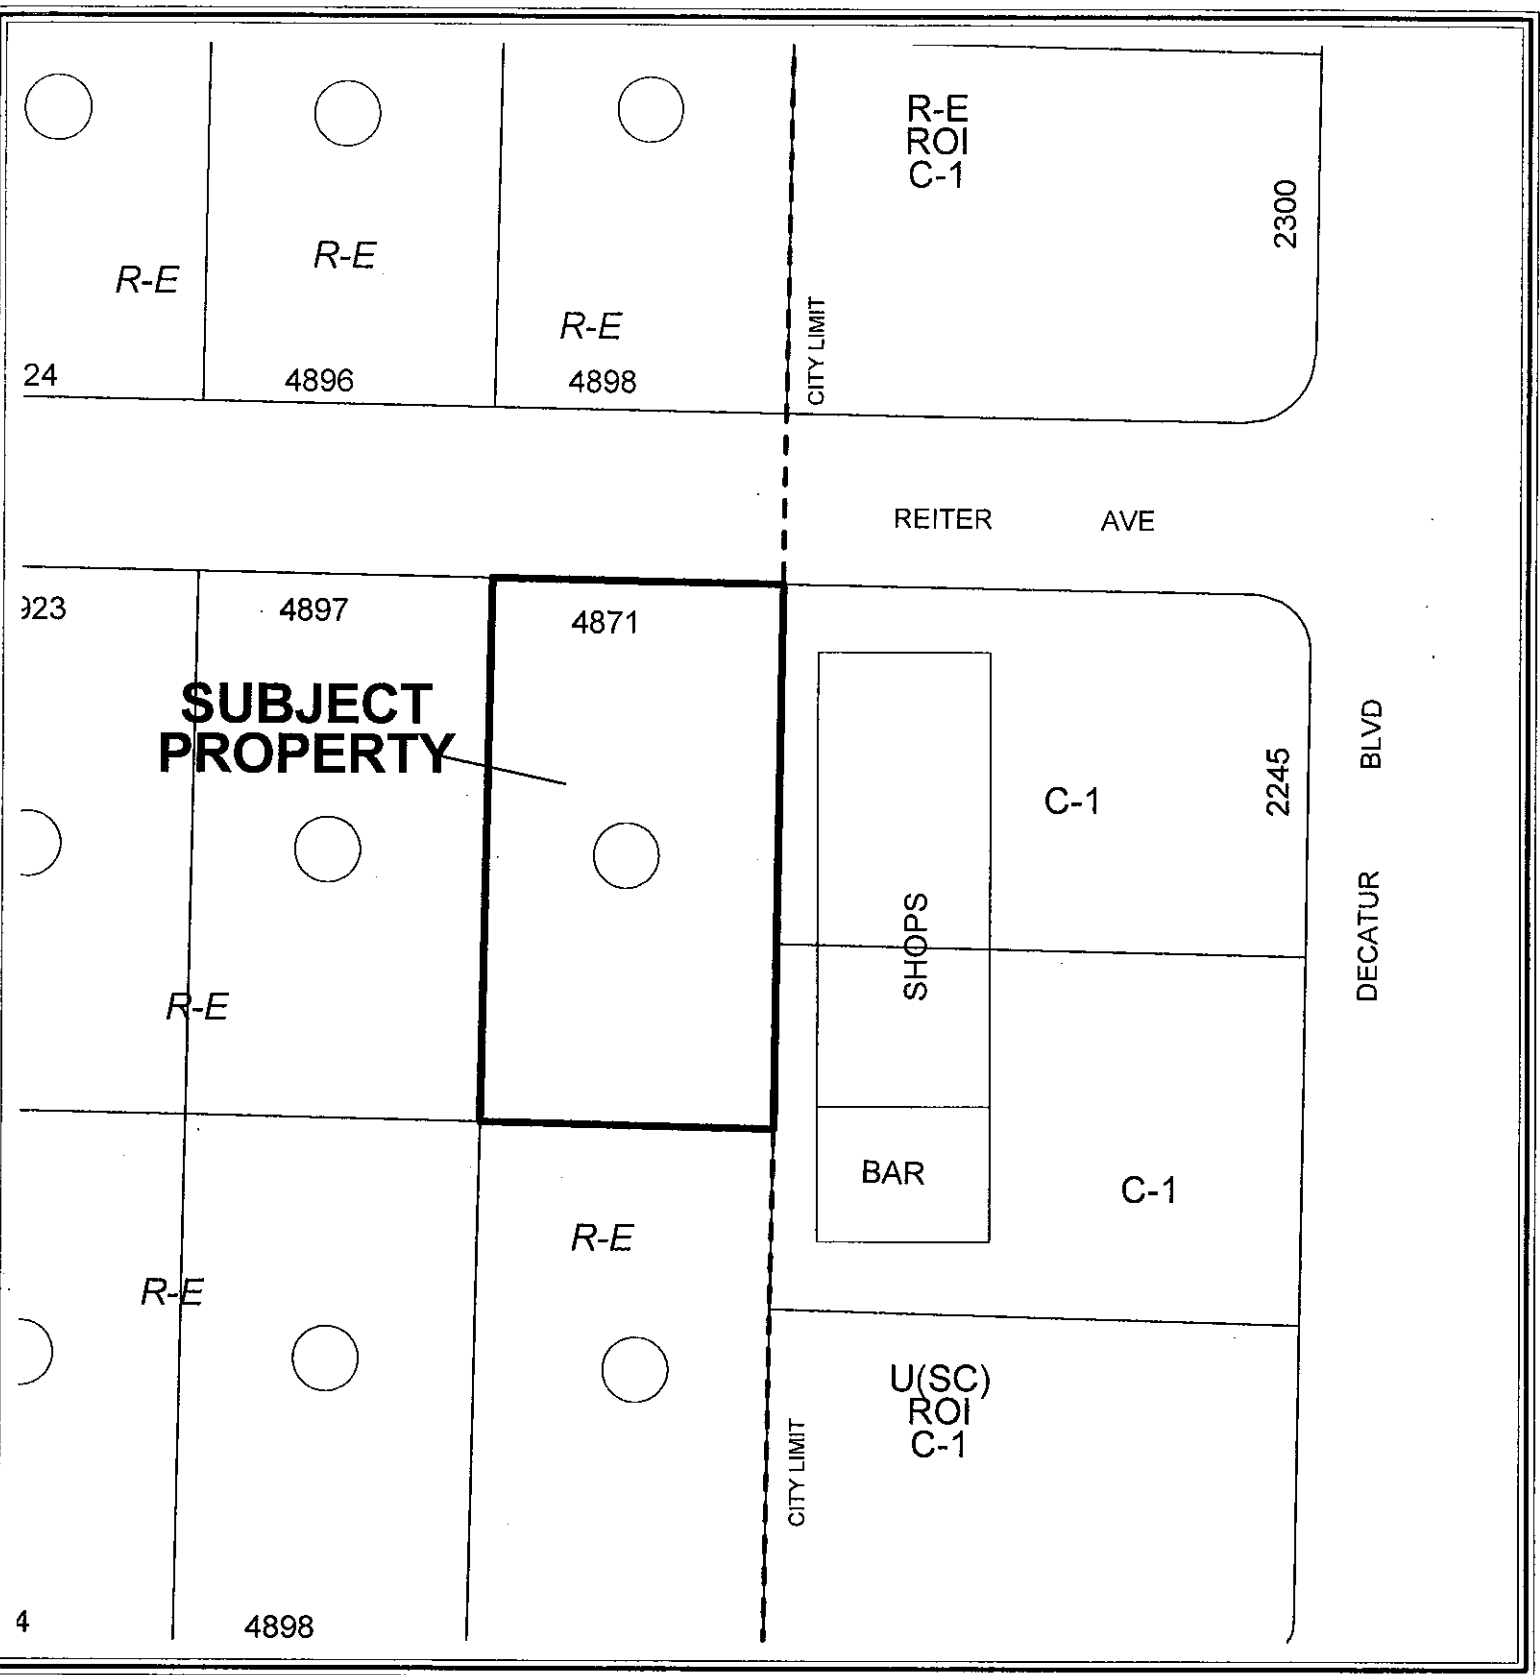 R-E
ROI
C-1
2300
R-E
R-E
R-E
CITY LIMIT
24
4896
4898
REITER AVE
923
4897
4871
SUBJECT
PROPERTY
2245
DECATUR BLVD
C-1
SHOPS
R-E
BAR
C-1
R-E
R-E
U(SC)
ROI
C-1
CITY LIMIT
4
4898